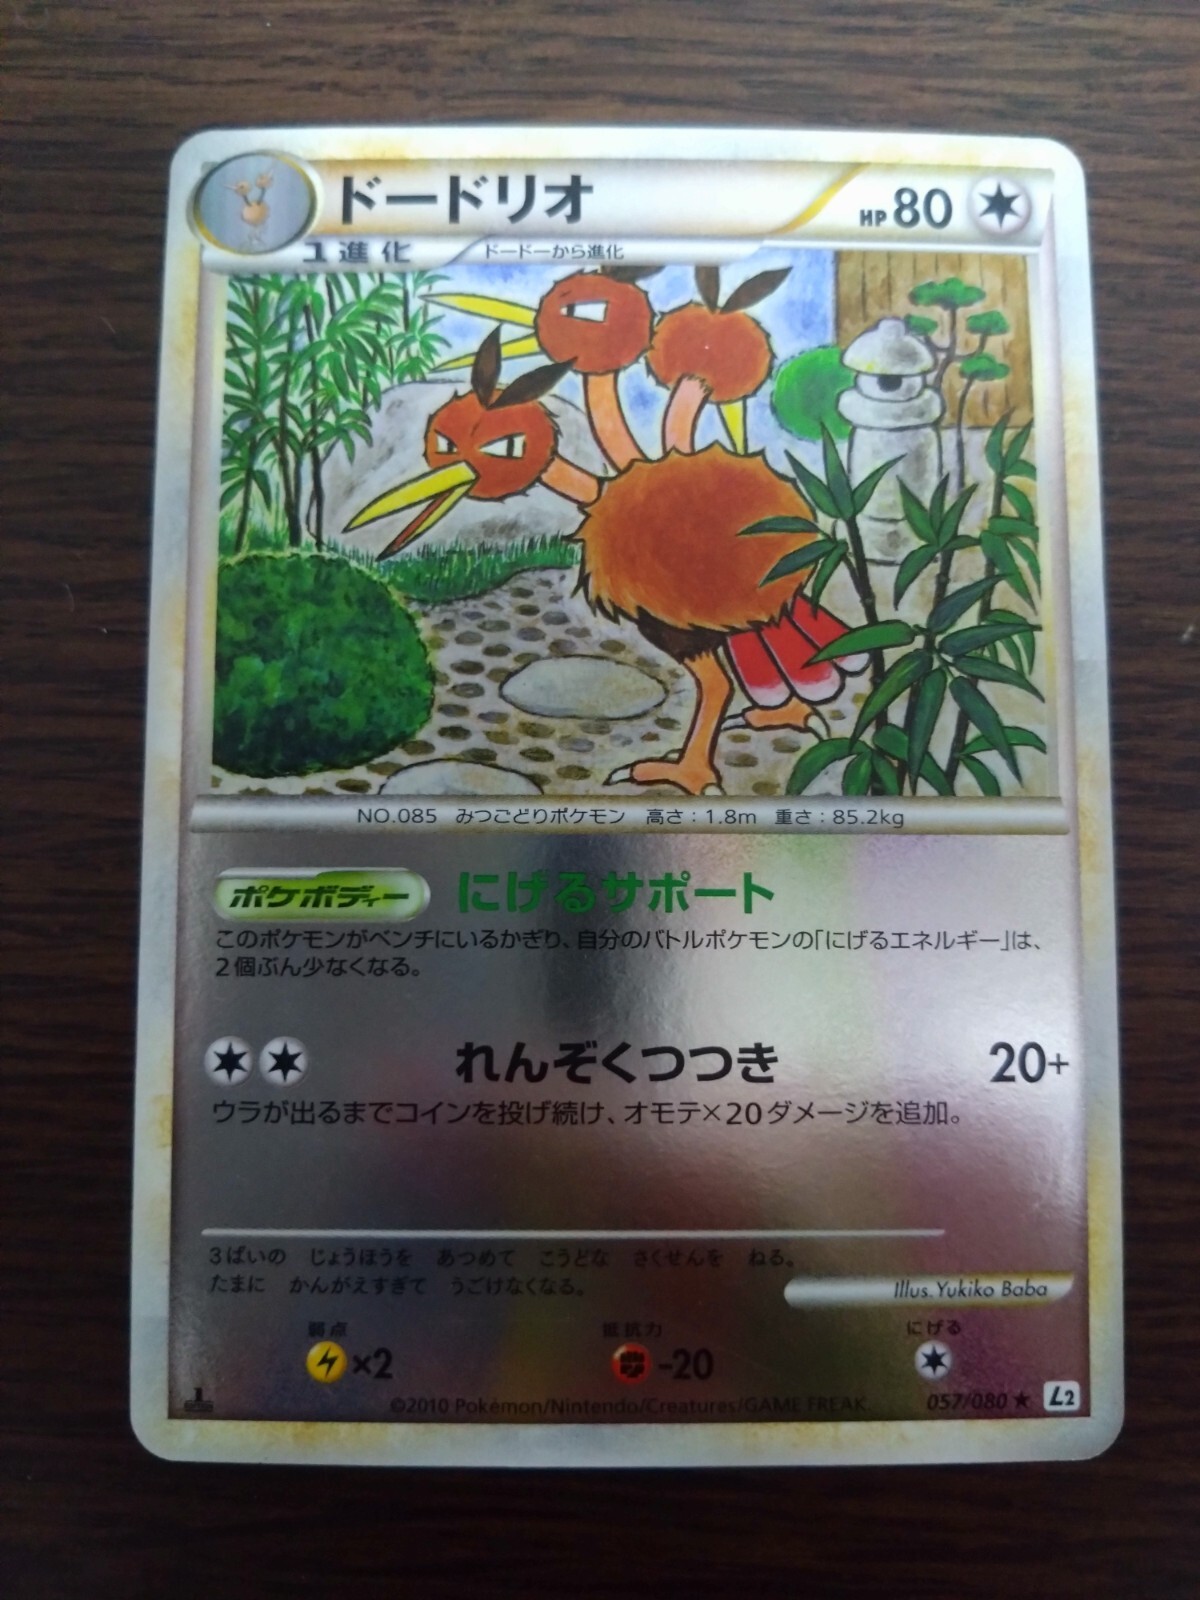 ドードリオ
HP80
1進化
ドードーから進化
NO.085 みつごどりポケモン 高さ：1.8m 重さ：85.2kg
ポケボディー にげるサポート
このポケモンがベンチにいるかぎり、自分のバトルポケモンの「にげるエネルギー」は、
2個ぶん少なくなる。
れんぞくつつき 20+
ウラが出るまでコインを投げ続け、オモテ×20ダメージを追加。
3ばいの じょうほうを あつめて こうどな さくせんを ねる。
たまに かんがえすぎて うごけなくなる。
Illus. Yukiko Baba
弱点 抵抗力 にげる
×2 -20
©2010 Pokémon/Nintendo/Creatures/GAME FREAK.
057/080 ★ L2